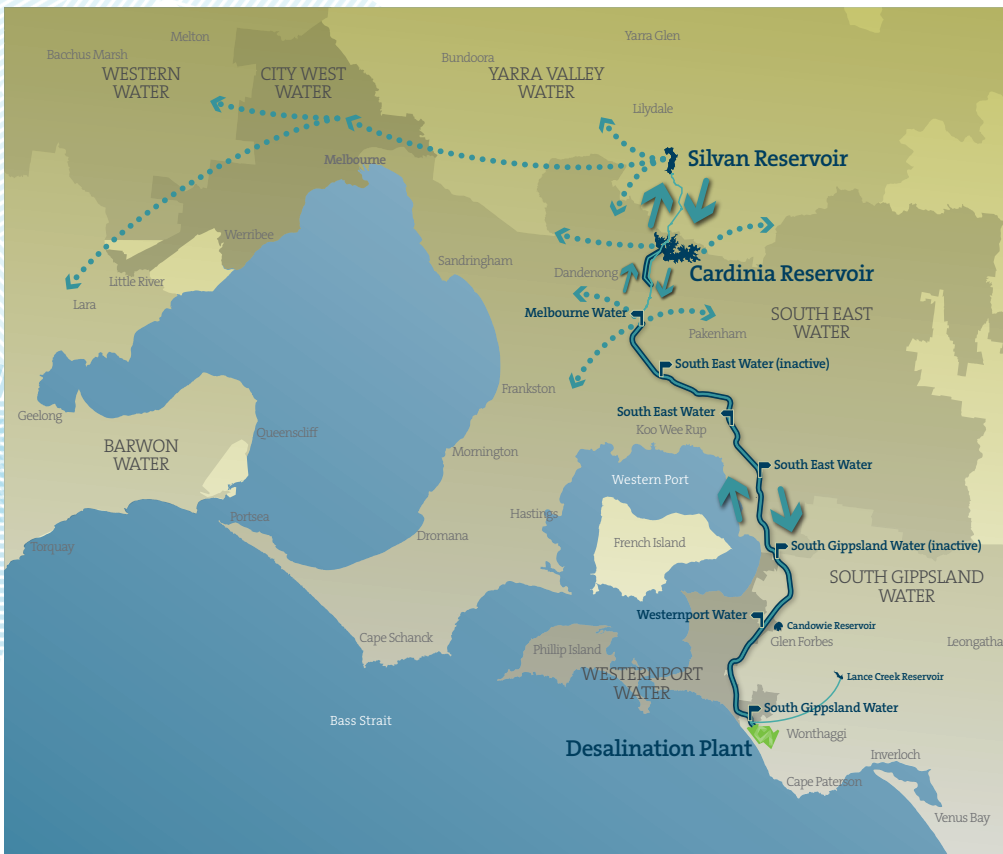 Melton
Yarra Glen
Bacchus Marsh
Bundoora
WESTERN
WATER
CITY WEST
WATER
YARRA VALLEY
WATER
Lilydale
Melbourne
Silvan Reservoir
Werribee
Sandringham
Little River
Dandenong
Cardinia Reservoir
Lara
Melbourne Water
SOUTH EAST
WATER
Pakenham
South East Water (inactive)
Frankston
Geelong
South East Water
Koo Wee Rup
Queenscliff
BARWON
WATER
Mornington
South East Water
Western Port
Hastings
Portsea
Dromana
Torquay
French Island
South Gippsland Water (inactive)
SOUTH GIPPSLAND
WATER
Westernport Water
Candowie Reservoir
Cape Schanck
Glen Forbes
Leongatha
Phillip Island
WESTERNPORT
WATER
Lance Creek Reservoir
South Gippsland Water
Bass Strait
Wonthaggi
Desalination Plant
Inverloch
Cape Paterson
Venus Bay